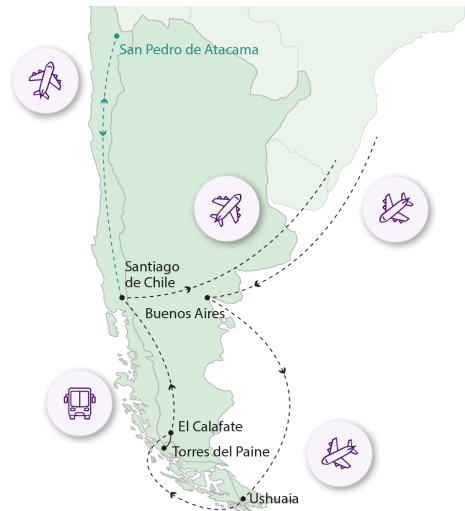 San Pedro de Atacama
Santiago
de Chile
Buenos Aires
El Calafate
Torres del Paine
Ushuaia